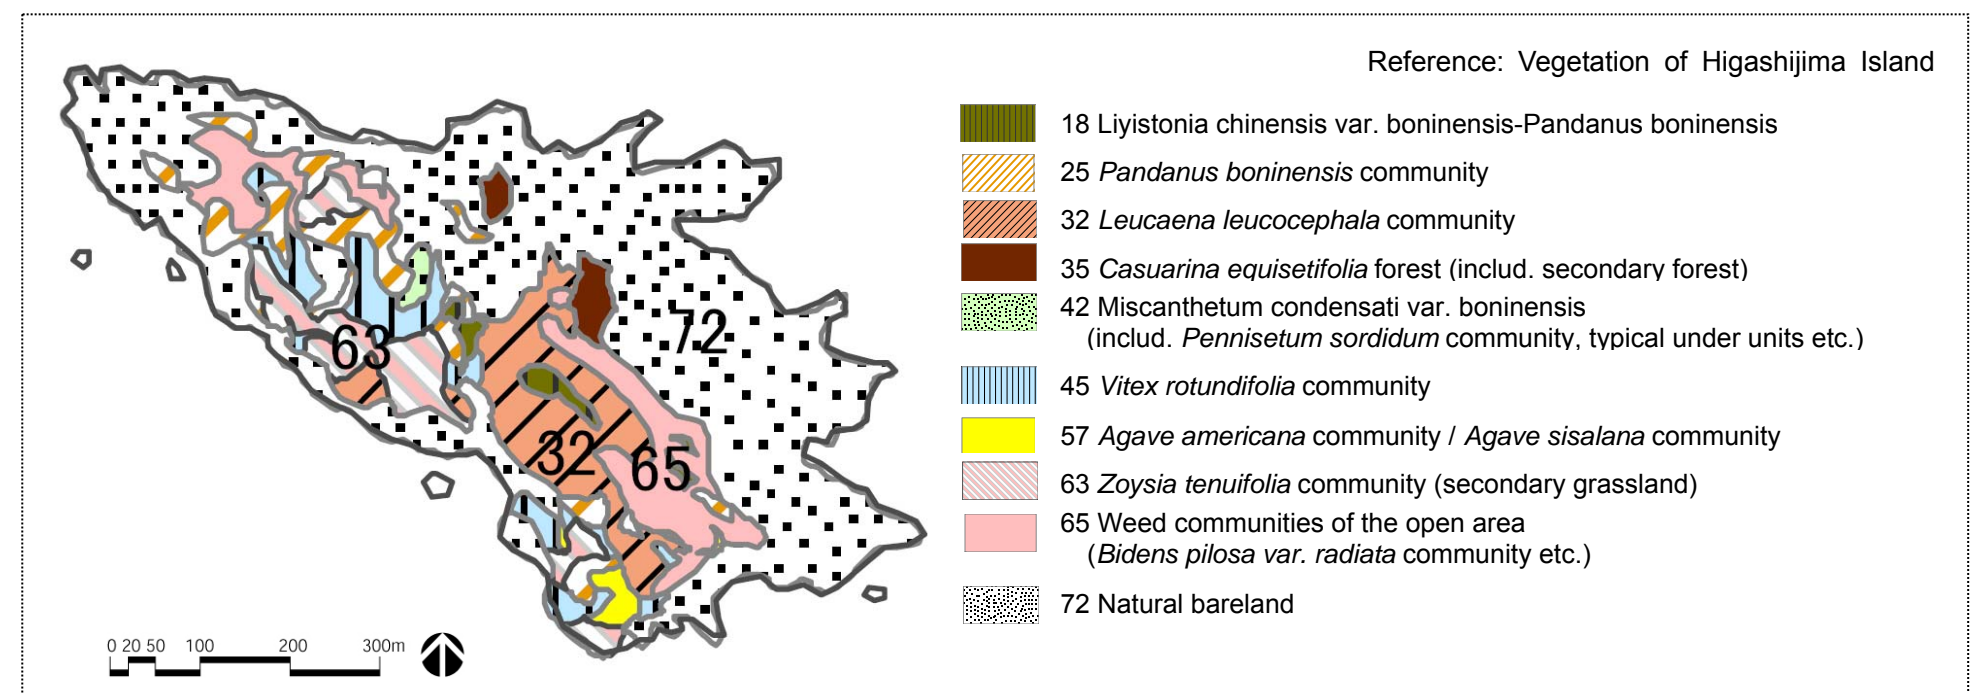 Reference: Vegetation of Higashijima Island
18 Liyistonia chinensis var. boninensis-Pandanus boninensis
25 Pandanus boninensis community
32 Leucaena leucocephala community
35 Casuarina equisetifolia forest (includ. secondary forest)
42 Miscanthetum condensati var. boninensis
(includ. Pennisetum sordidum community, typical under units etc.)
45 Vitex rotundifolia community
57 Agave americana community / Agave sisalana community
63 Zoysia tenuifolia community (secondary grassland)
65 Weed communities of the open area
(Bidens pilosa var. radiata community etc.)
72 Natural bareland
72
63
32
65
0 20 50 100 200 300m